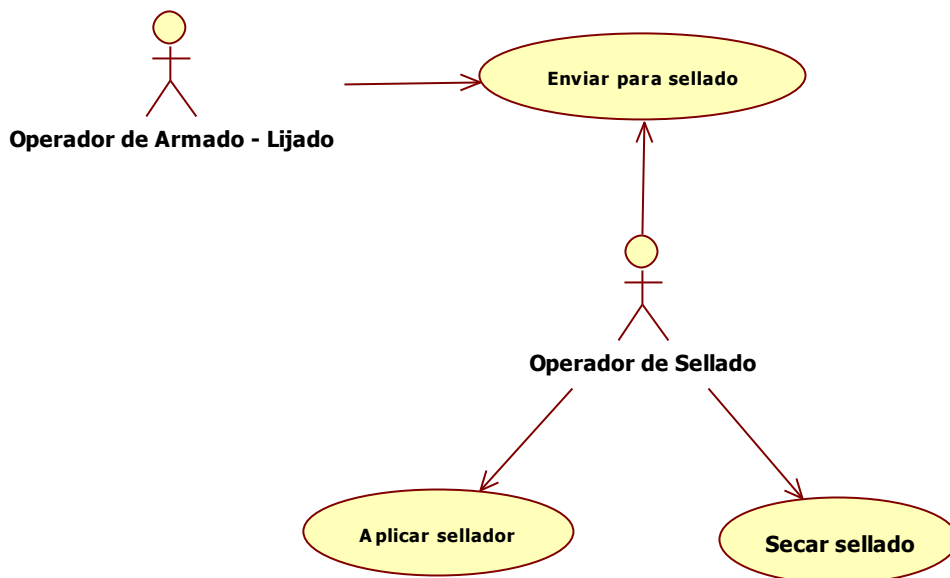 Enviar para sellado
Operador de Armado - Lijado
Operador de Sellado
Aplicar sellador
Secar sellado